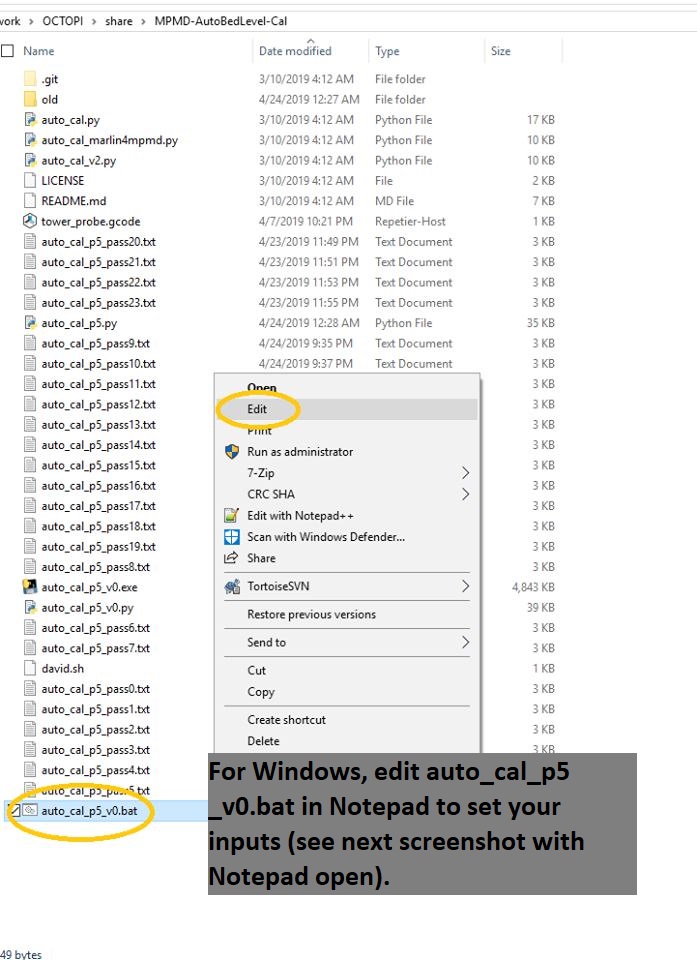 work > OCTOPI > share > MPMD-AutoBedLevel-Cal
Name Date modified Type Size
.git 3/10/2019 4:12 AM File folder
old 4/24/2019 12:27 AM File folder
auto_cal.py 3/10/2019 4:12 AM Python File 17 KB
auto_cal_marlin4mpmd.py 3/10/2019 4:12 AM Python File 10 KB
auto_cal_v2.py 3/10/2019 4:12 AM Python File 10 KB
LICENSE 3/10/2019 4:12 AM File 2 KB
README.md 3/10/2019 4:12 AM MD File 7 KB
tower_probe.gcode 4/7/2019 10:21 PM Repetier-Host 1 KB
auto_cal_p5_pass20.txt 4/23/2019 11:49 PM Text Document 3 KB
auto_cal_p5_pass21.txt 4/23/2019 11:51 PM Text Document 3 KB
auto_cal_p5_pass22.txt 4/23/2019 11:53 PM Text Document 3 KB
auto_cal_p5_pass23.txt 4/23/2019 11:55 PM Text Document 3 KB
auto_cal_p5.py 4/24/2019 12:28 AM Python File 35 KB
auto_cal_p5_pass9.txt 4/24/2019 9:35 PM Text Document 3 KB
auto_cal_p5_pass10.txt 4/24/2019 9:37 PM Text Document 3 KB
auto_cal_p5_pass11.txt 3 KB
Open
auto_cal_p5_pass12.txt Edit 3 KB
auto_cal_p5_pass13.txt Print 3 KB
auto_cal_p5_pass14.txt Run as administrator 3 KB
auto_cal_p5_pass15.txt 7-Zip 3 KB
auto_cal_p5_pass16.txt CRC SHA 3 KB
auto_cal_p5_pass17.txt Edit with Notepad++ 3 KB
auto_cal_p5_pass18.txt Scan with Windows Defender... 3 KB
auto_cal_p5_pass19.txt Share 3 KB
auto_cal_p5_pass8.txt 3 KB
auto_cal_p5_v0.exe TortoiseSVN 4,843 KB
auto_cal_p5_v0.py Restore previous versions 39 KB
auto_cal_p5_pass6.txt 3 KB
auto_cal_p5_pass7.txt Send to 3 KB
david.sh Cut 1 KB
auto_cal_p5_pass0.txt Copy 3 KB
auto_cal_p5_pass1.txt Create shortcut 3 KB
auto_cal_p5_pass2.txt 3 KB
auto_cal_p5_pass3.txt Delete 3 KB
auto_cal_p5_pass4.txt
auto_cal_p5_pass5.txt
auto_cal_p5_v0.bat
For Windows, edit auto_cal_p5
_v0.bat in Notepad to set your
inputs (see next screenshot with
Notepad open).
49 bytes